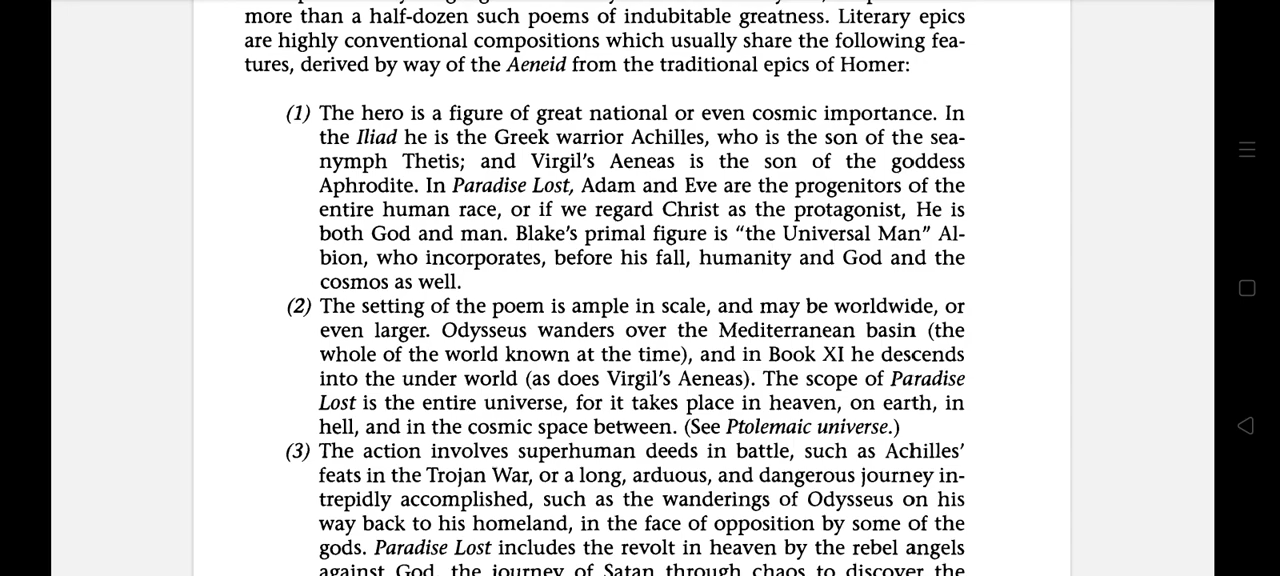 more than a half-dozen such poems of indubitable greatness. Literary epics
are highly conventional compositions which usually share the following fea-
tures, derived by way of the Aeneid from the traditional epics of Homer:
(1) The hero is a figure of great national or even cosmic importance. In
the Iliad he is the Greek warrior Achilles, who is the son of the sea-
nymph Thetis; and Virgil's Aeneas is the son of the goddess
Aphrodite. In Paradise Lost, Adam and Eve are the progenitors of the
entire human race, or if we regard Christ as the protagonist, He is
both God and man. Blake's primal figure is “the Universal Man” Al-
bion, who incorporates, before his fall, humanity and God and the
cosmos as well.
(2) The setting of the poem is ample in scale, and may be worldwide, or
even larger. Odysseus wanders over the Mediterranean basin (the
whole of the world known at the time), and in Book XI he descends
into the under world (as does Virgil's Aeneas). The scope of Paradise
Lost is the entire universe, for it takes place in heaven, on earth, in
hell, and in the cosmic space between. (See Ptolemaic universe.)
(3) The action involves superhuman deeds in battle, such as Achilles'
feats in the Trojan War, or a long, arduous, and dangerous journey in-
trepidly accomplished, such as the wanderings of Odysseus on his
way back to his homeland, in the face of opposition by some of the
gods. Paradise Lost includes the revolt in heaven by the rebel angels
against God, the journey of Satan through chaos to discover the